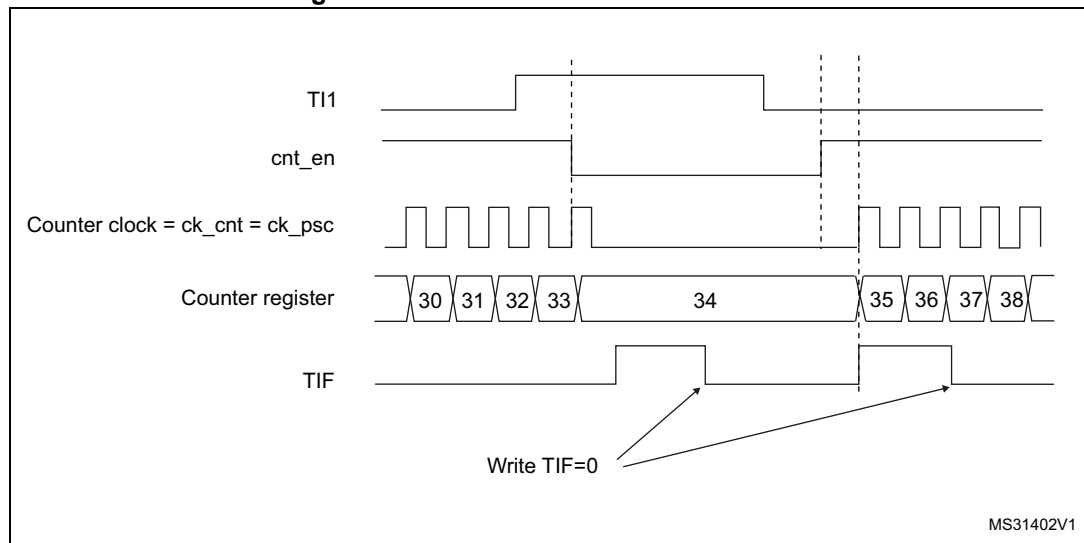 TI1
cnt_en
Counter clock = ck_cnt = ck_psc
Counter register
30 31 32 33 34 35 36 37 38
TIF
Write TIF=0
MS31402V1